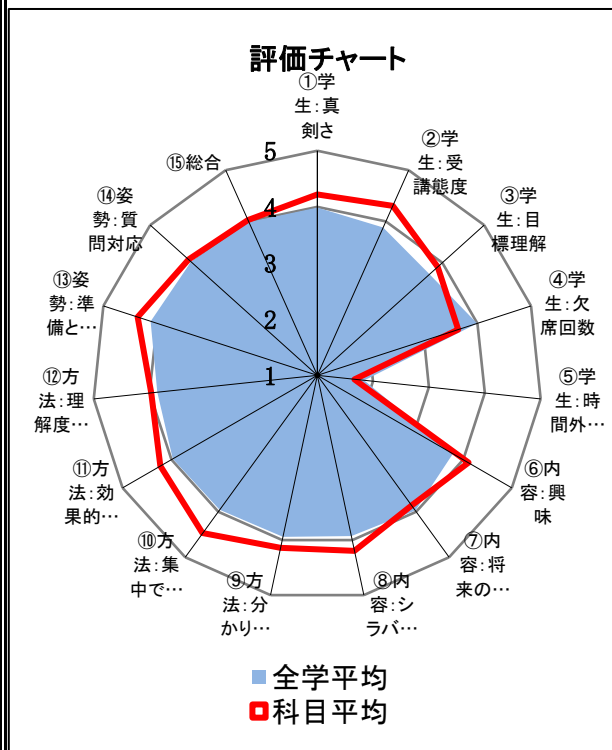 評価チャート
①学
生:真
剣さ
②学
生:受
講態度
③学
生:目
標理解
④学
生:欠
席回数
⑤学
生:時
間外…
⑥内
容:興
味
⑦内
容:将
来の…
⑧内
容:シ
ラバ…
⑨方
法:分
かり…
⑩方
法:集
中で…
⑪方
法:効
果的…
⑫方
法:理
解度…
⑬姿
勢:準
備と…
⑭姿
勢:質
問対応
⑮総合
5
4
3
2
1
全学平均
科目平均